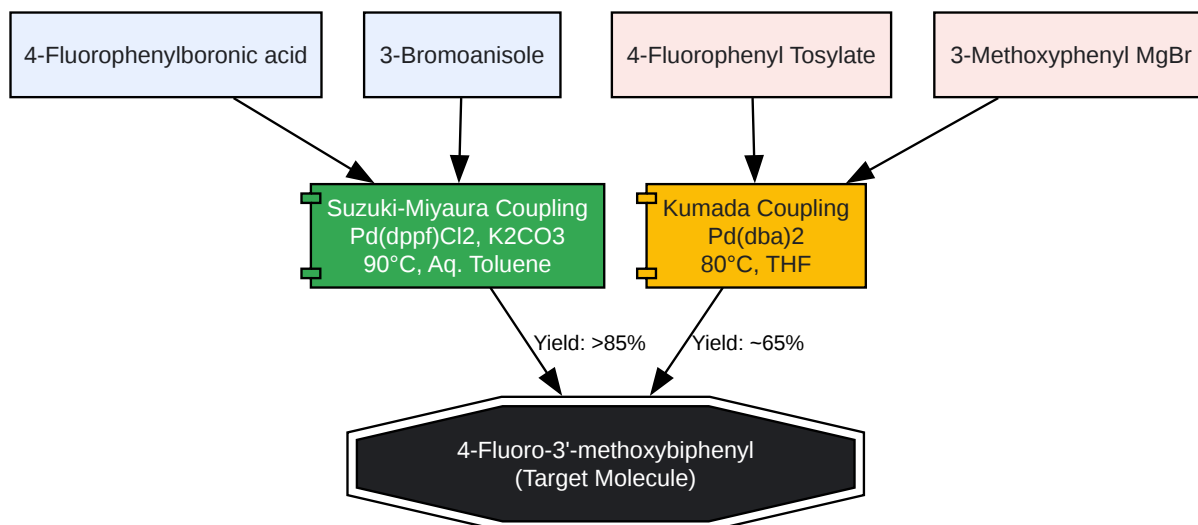 4-Fluorophenylboronic acid
3-Bromoanisole
4-Fluorophenyl Tosylate
3-Methoxyphenyl MgBr
Suzuki-Miyaura Coupling
Pd(dppf)Cl2, K2CO3
90°C, Aq. Toluene
Kumada Coupling
Pd(dba)2
80°C, THF
Yield: >85%
Yield: ~65%
4-Fluoro-3'-methoxybiphenyl
(Target Molecule)